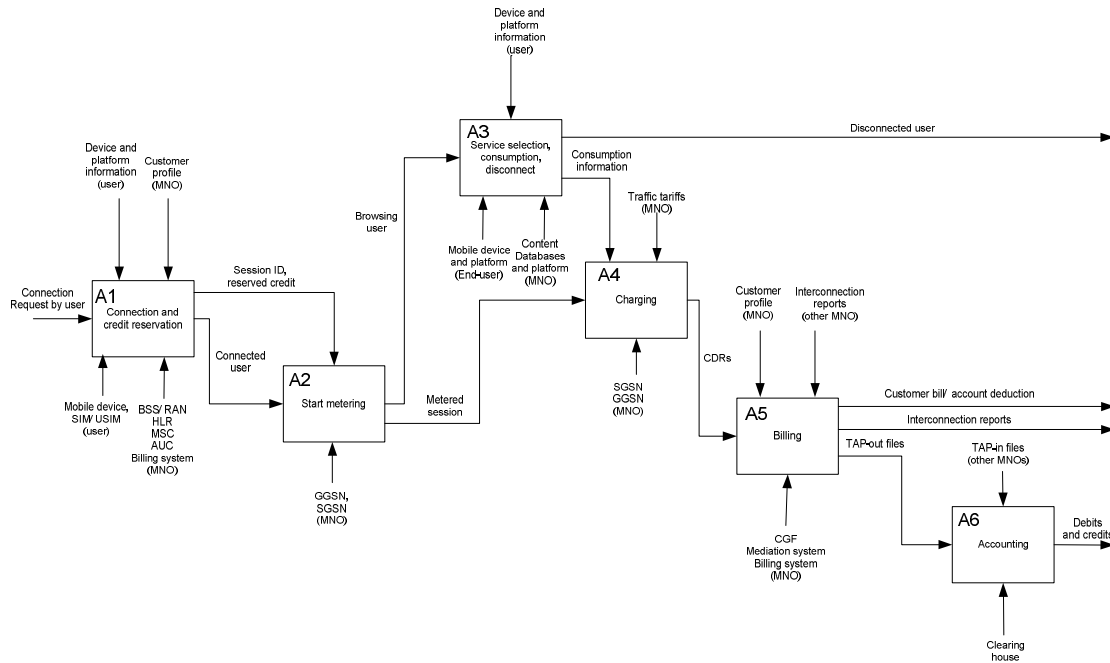 Device and
platform
information
(user)
A3
Service selection,
consumption,
disconnect
Disconnected user
Consumption
information
Device and
platform
information
(user)
Customer
profile
(MNO)
Traffic tariffs
(MNO)
Browsing
user
Mobile device
and platform
(End-user)
Content
Databases
and platform
(MNO)
Connection
Request by user
A1
Connection and
credit reservation
Session ID,
reserved credit
A4
Charging
Customer
profile
(MNO)
Interconnection
reports
(other MNO)
Connected
user
A2
Start metering
Metered
session
SGSN
GGSN
(MNO)
CDRs
Mobile device,
SIM/ USIM
(user)
BSS/ RAN
HLR
MSC
AUC
Billing system
(MNO)
A5
Billing
Customer bill/ account deduction
Interconnection reports
TAP-out files
TAP-in files
(other MNOs)
GGSN,
SGSN
(MNO)
A6
Accounting
Debits
and credits
CGF
Mediation system
Billing system
(MNO)
Clearing
house